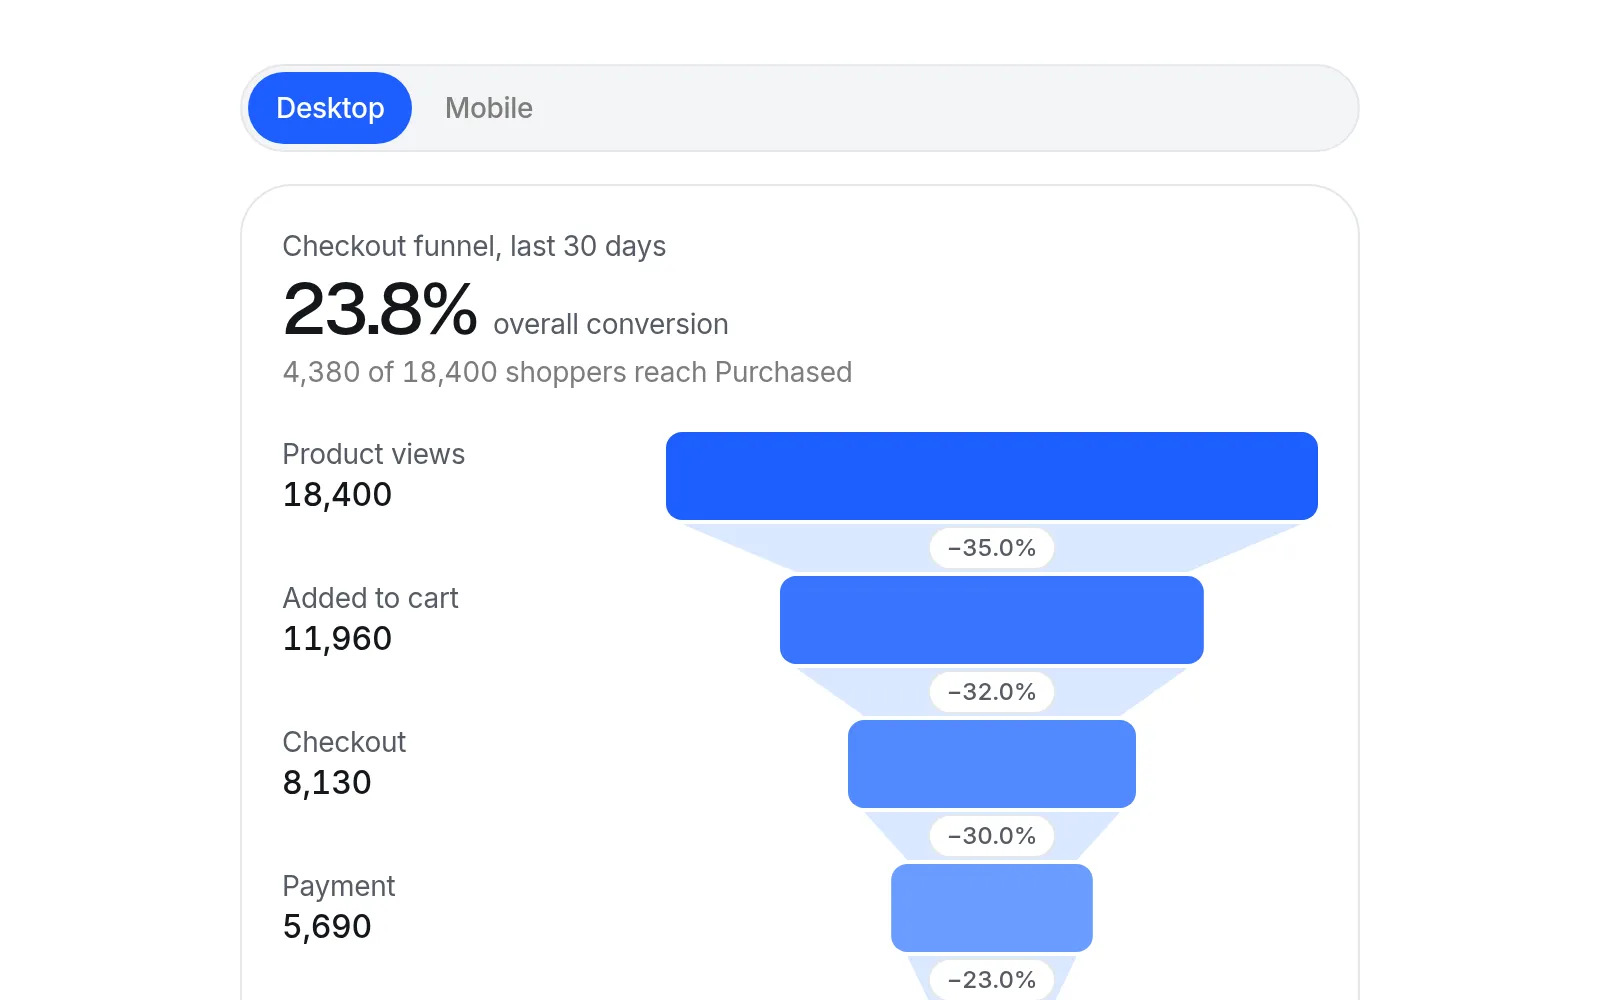 Desktop
Mobile
Checkout funnel, last 30 days
23.8% overall conversion
4,380 of 18,400 shoppers reach Purchased
Product views
18,400
−35.0%
Added to cart
11,960
−32.0%
Checkout
8,130
−30.0%
Payment
5,690
−23.0%